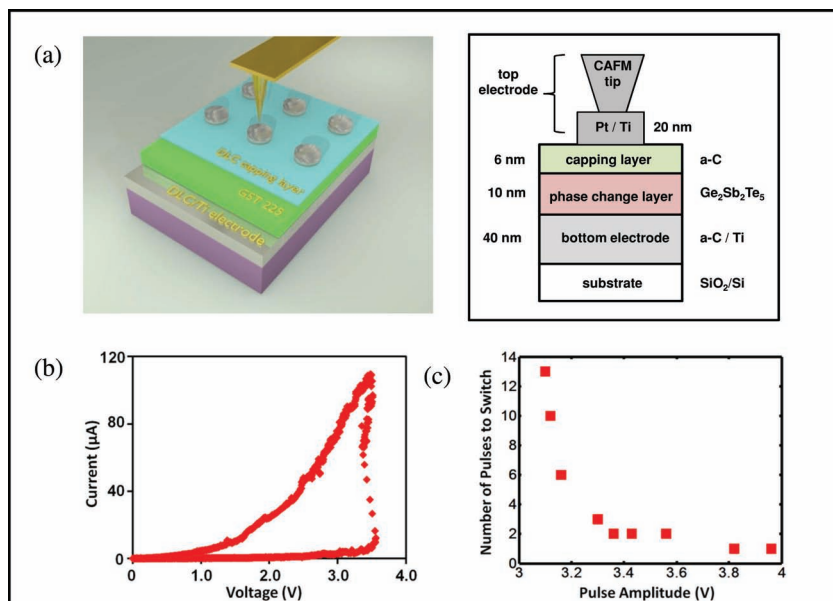 (a)
DLC capping layer
GST 225
DLC/Ti electrode
top
electrode
CAFM
tip
Pt / Ti 20 nm
6 nm capping layer a-C
10 nm phase change layer Ge₂Sb₂Te₅
40 nm bottom electrode a-C / Ti
substrate SiO₂/Si
(b)
120
80
40
0
Current (µA)
0 1.0 2.0 3.0 4.0
Voltage (V)
(c)
14
12
10
8
6
4
2
0
Number of Pulses to Switch
3 3.2 3.4 3.6 3.8 4
Pulse Amplitude (V)